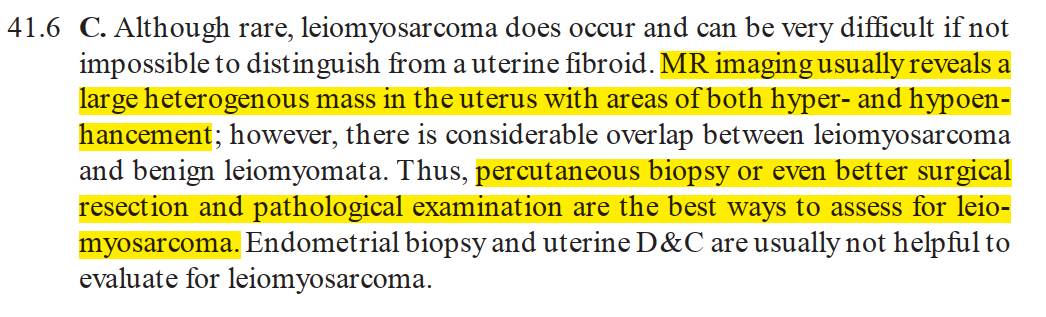 41.6 C. Although rare, leiomyosarcoma does occur and can be very difficult if not
impossible to distinguish from a uterine fibroid. MR imaging usually reveals a
large heterogenous mass in the uterus with areas of both hyper- and hypoen-
hancement; however, there is considerable overlap between leiomyosarcoma
and benign leiomyomata. Thus, percutaneous biopsy or even better surgical
resection and pathological examination are the best ways to assess for leio-
myosarcoma. Endometrial biopsy and uterine D&C are usually not helpful to
evaluate for leiomyosarcoma.